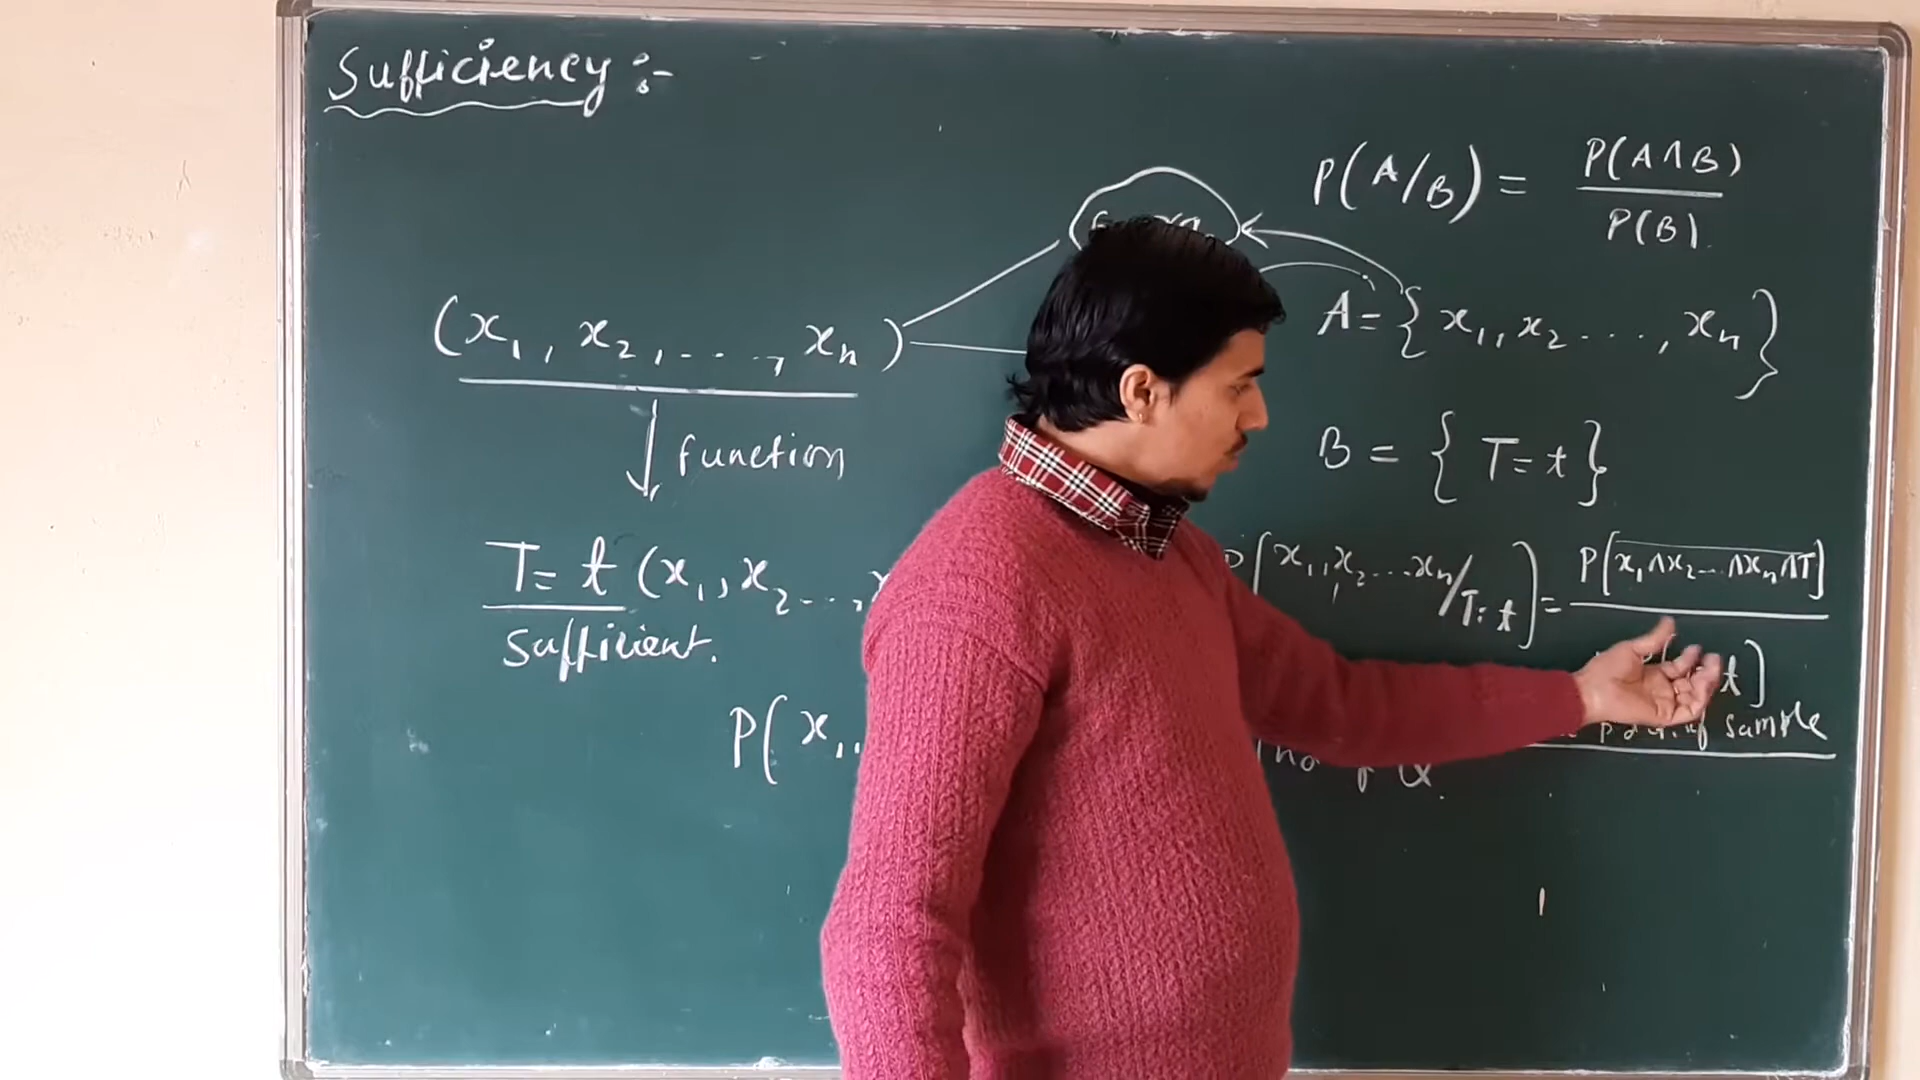 Sufficiency :-
P(A/B) = P(A∧B)
P(B).
(x₁, x₂, ...., xₙ)
A = {x₁, x₂ ...., xₙ}
function
B = {T = t}
T = t(x₁, x₂ ...,
Sufficient.
P[x₁, x₂ ... xₙ/T = t] = P[x₁∧x₂...∧xₙ∧T]
t]
of sample
P(x₁,